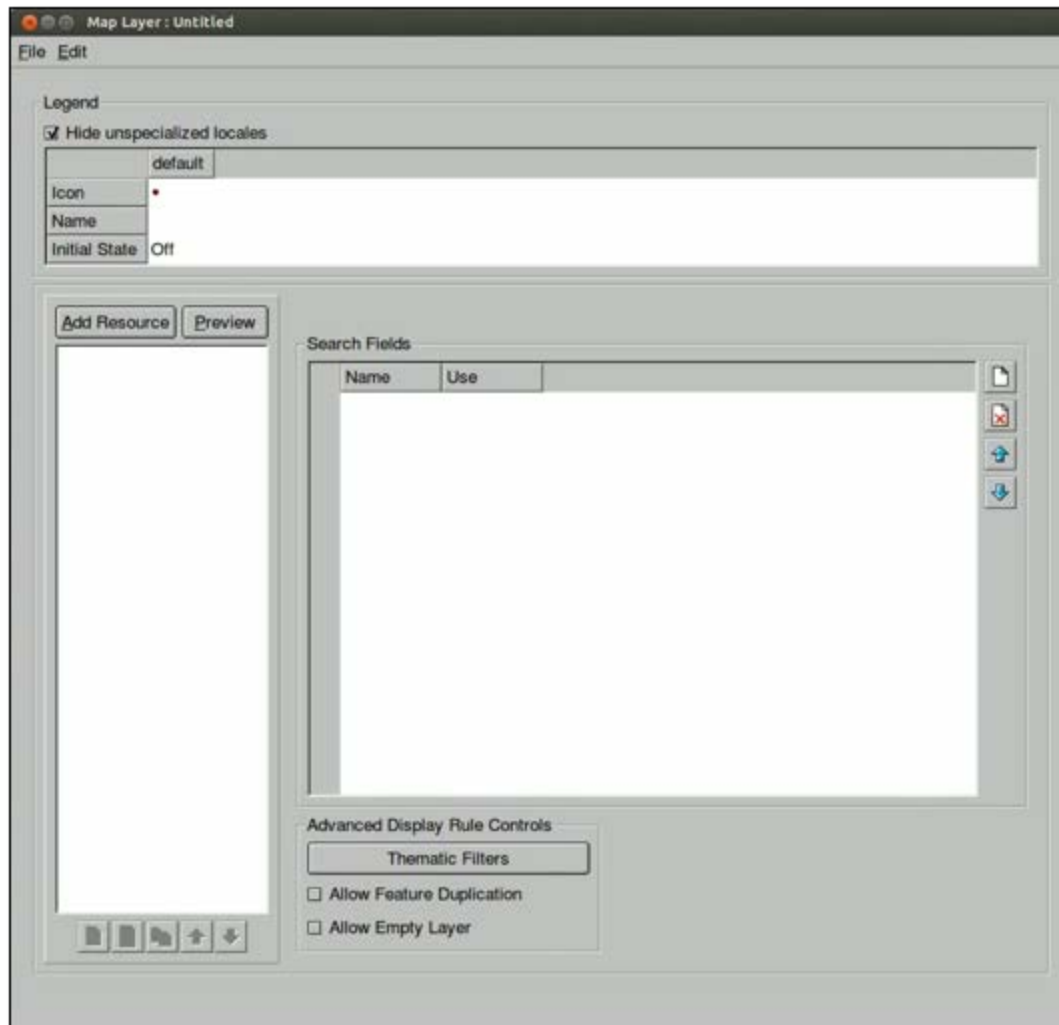 Map Layer : Untitled
File Edit
Legend
Hide unspecialized locales
default
Icon
Name
Initial State Off
Add Resource Preview
Search Fields
Name Use
Advanced Display Rule Controls
Thematic Filters
Allow Feature Duplication
Allow Empty Layer